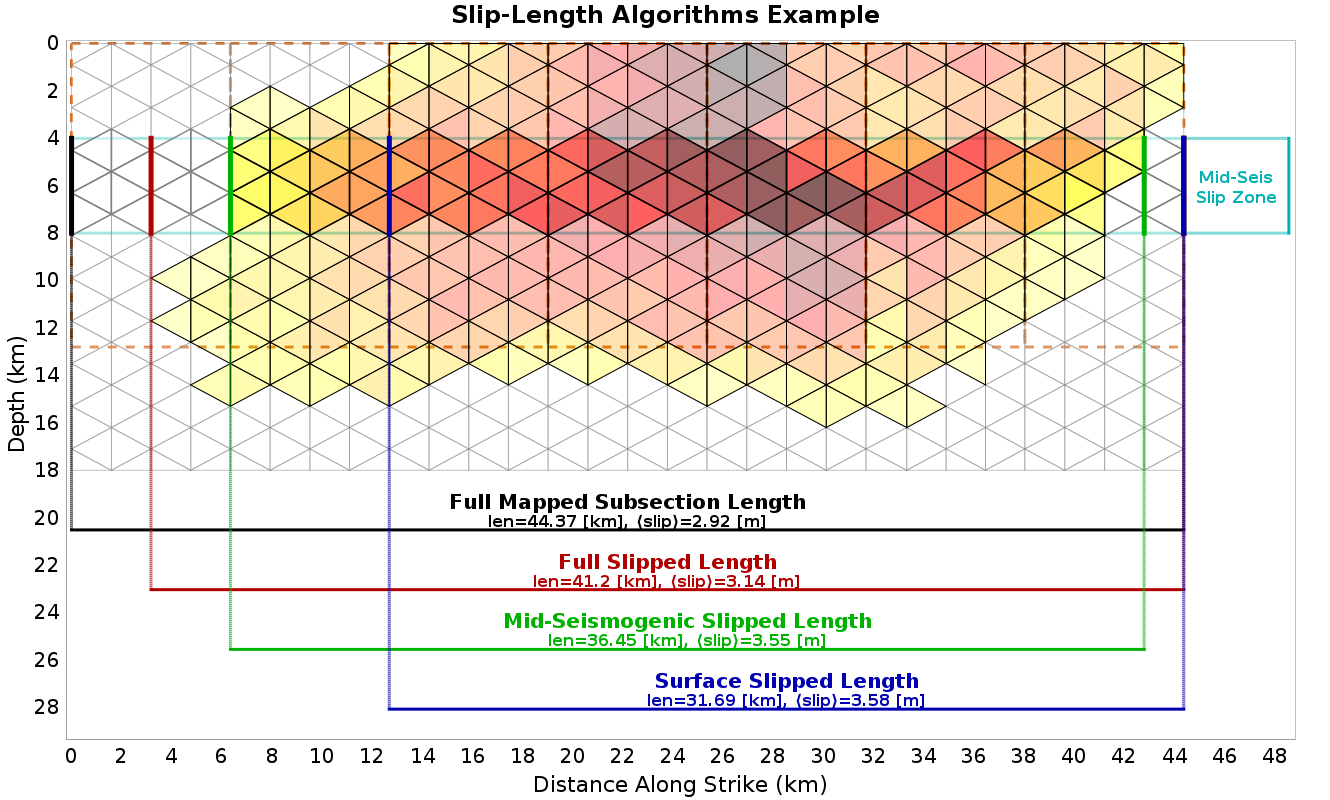 Slip-Length Algorithms Example
0
2
4
6
8
10
12
14
16
18
20
22
24
26
28
Depth (km)
Mid-Seis
Slip Zone
Full Mapped Subsection Length
len=44.37 [km], ⟨slip⟩=2.92 [m]
Full Slipped Length
len=41.2 [km], ⟨slip⟩=3.14 [m]
Mid-Seismogenic Slipped Length
len=36.45 [km], ⟨slip⟩=3.55 [m]
Surface Slipped Length
len=31.69 [km], ⟨slip⟩=3.58 [m]
0 2 4 6 8 10 12 14 16 18 20 22 24 26 28 30 32 34 36 38 40 42 44 46 48
Distance Along Strike (km)